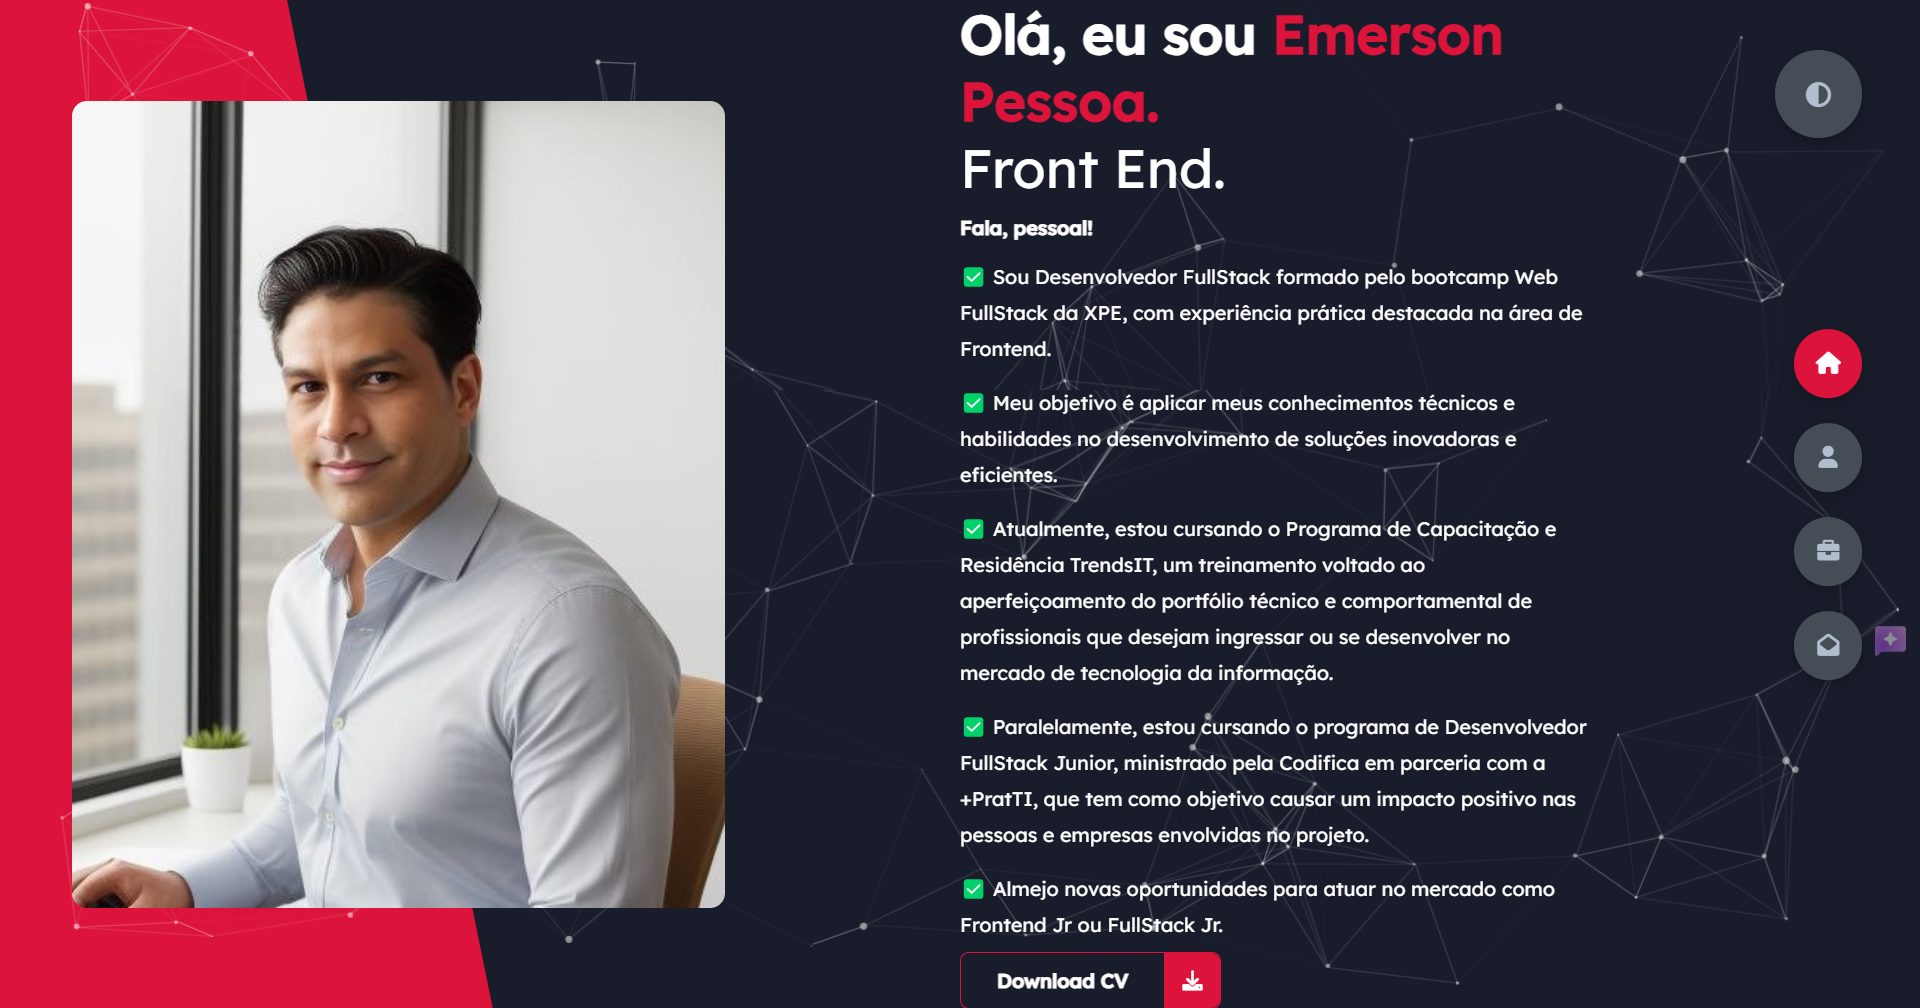 Olá, eu sou Emerson
Pessoa.
Front End.
Fala, pessoal!
✅ Sou Desenvolvedor FullStack formado pelo bootcamp Web
FullStack da XPE, com experiência prática destacada na área de
Frontend.
✅ Meu objetivo é aplicar meus conhecimentos técnicos e
habilidades no desenvolvimento de soluções inovadoras e
eficientes.
✅ Atualmente, estou cursando o Programa de Capacitação e
Residência TrendsIT, um treinamento voltado ao
aperfeiçoamento do portfólio técnico e comportamental de
profissionais que desejam ingressar ou se desenvolver no
mercado de tecnologia da informação.
✅ Paralelamente, estou cursando o programa de Desenvolvedor
FullStack Junior, ministrado pela Codifica em parceria com a
+PratTI, que tem como objetivo causar um impacto positivo nas
pessoas e empresas envolvidas no projeto.
✅ Almejo novas oportunidades para atuar no mercado como
Frontend Jr ou FullStack Jr.
Download CV